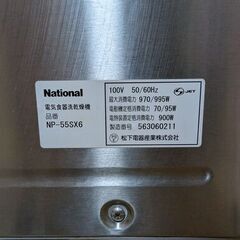 National
電気食器洗乾燥機
品番
NP-55SX6
100V 50/60Hz
JET
最大消費電力 970/995W
電動機定格消費電力 70/95W
電熱装置定格消費電力 900W
製造番号 563060211
松下電器産業株式会社